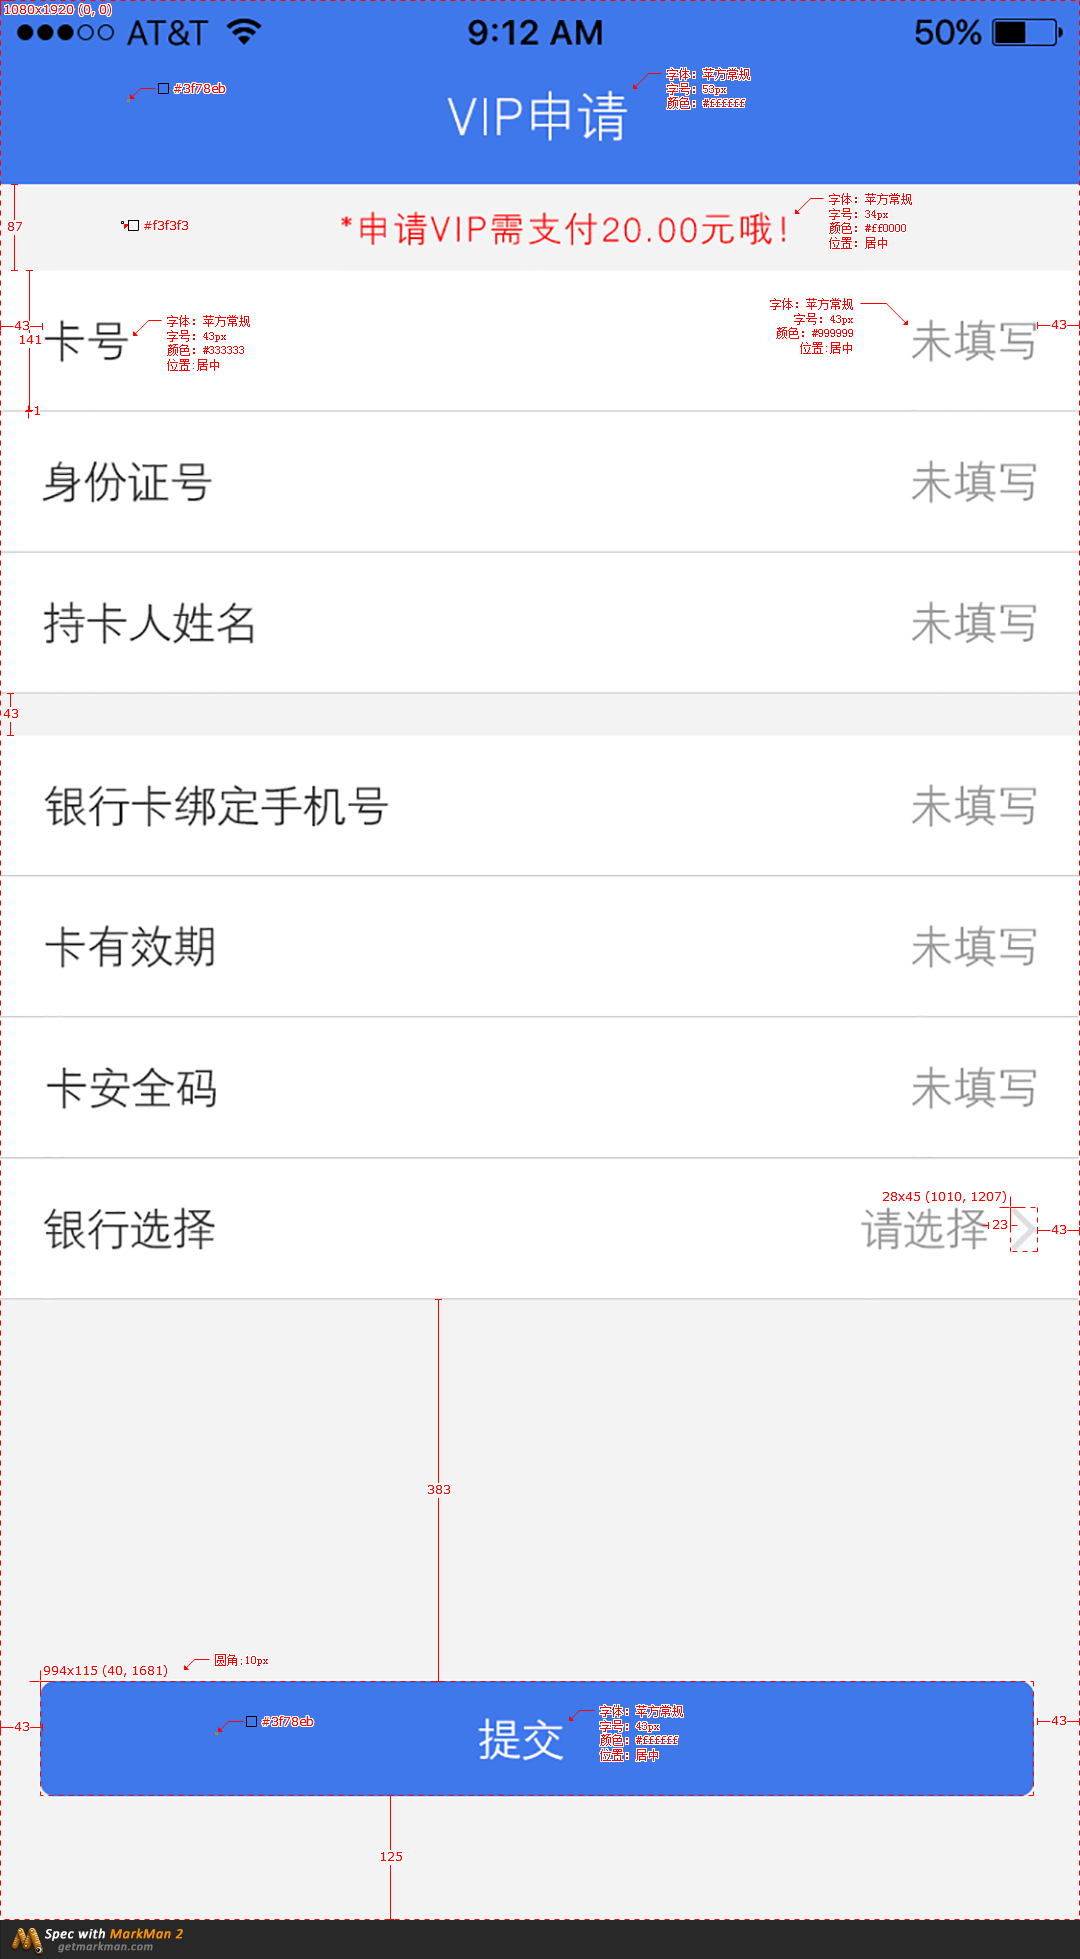 1080x1920 (0, 0)
AT&T 9:12 AM 50%
#3f78eb
VIP申请
字体: 苹方常规
字号: 53px
颜色: #ffffff
87
#f3f3f3
*申请VIP需支付20.00元哦!
字体: 苹方常规
字号: 34px
颜色: #ff0000
位置: 居中
43
141
1
卡号
字体: 苹方常规
字号: 43px
颜色: #333333
位置:居中
字体: 苹方常规
字号: 43px
颜色: #999999
位置:居中
未填写
43
身份证号 未填写
持卡人姓名 未填写
43
银行卡绑定手机号 未填写
卡有效期 未填写
卡安全码 未填写
28x45 (1010, 1207)
银行选择 请选择
23
43
383
994x115 (40, 1681)
圆角:10px
43
#3f78eb
提交
字体: 苹方常规
字号: 43px
颜色: #ffffff
位置: 居中
43
125
Spec with MarkMan 2
getmarkman.com